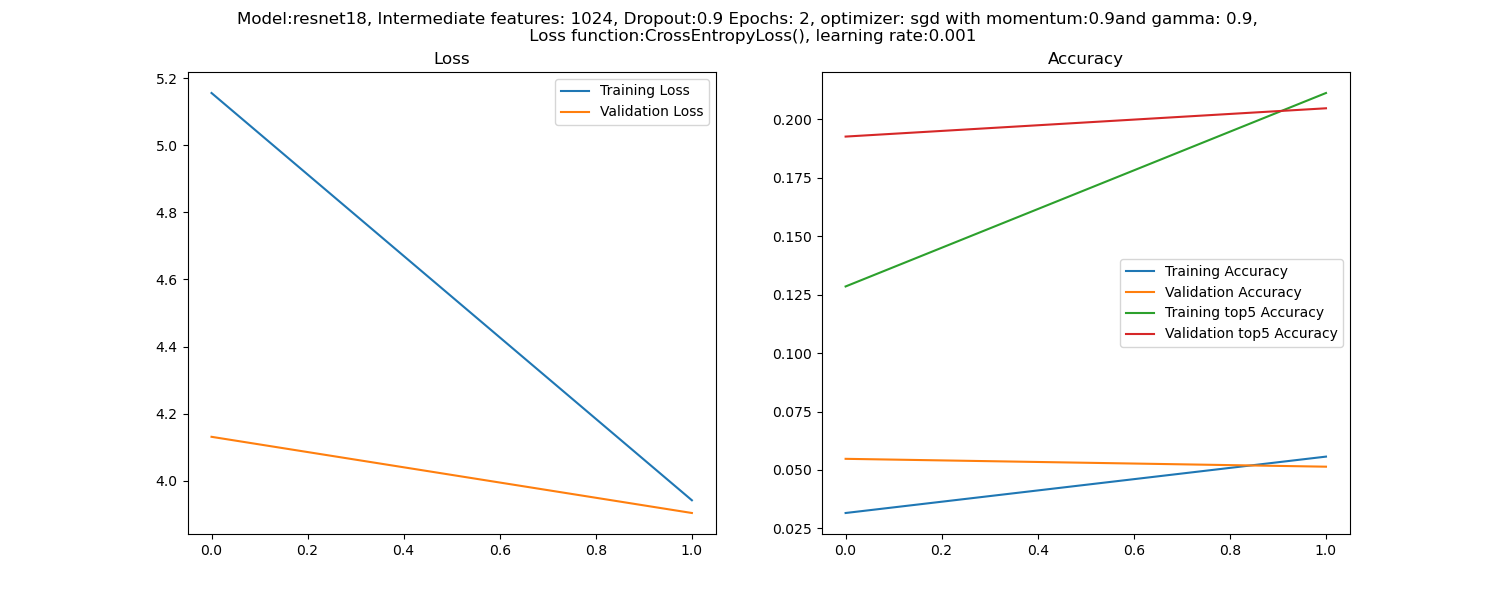 Model:resnet18, Intermediate features: 1024, Dropout:0.9 Epochs: 2, optimizer: sgd with momentum:0.9and gamma: 0.9,
Loss function:CrossEntropyLoss(), learning rate:0.001
Loss
5.2
5.0
4.8
4.6
4.4
4.2
4.0
0.0 0.2 0.4 0.6 0.8 1.0
Training Loss
Validation Loss
Accuracy
0.200
0.175
0.150
0.125
0.100
0.075
0.050
0.025
0.0 0.2 0.4 0.6 0.8 1.0
Training Accuracy
Validation Accuracy
Training top5 Accuracy
Validation top5 Accuracy